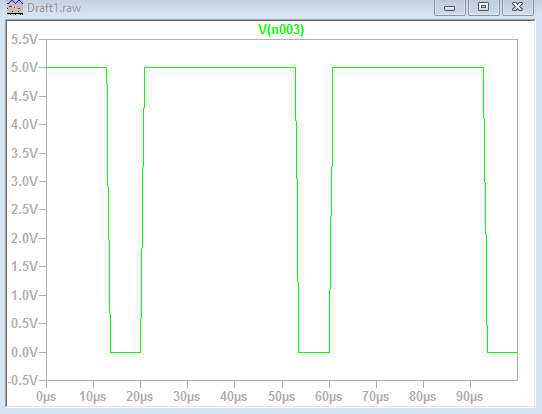 Draft1.raw
V(n003)
5.5V
5.0V
4.5V
4.0V
3.5V
3.0V
2.5V
2.0V
1.5V
1.0V
0.5V
0.0V
-0.5V
0µs 10µs 20µs 30µs 40µs 50µs 60µs 70µs 80µs 90µs